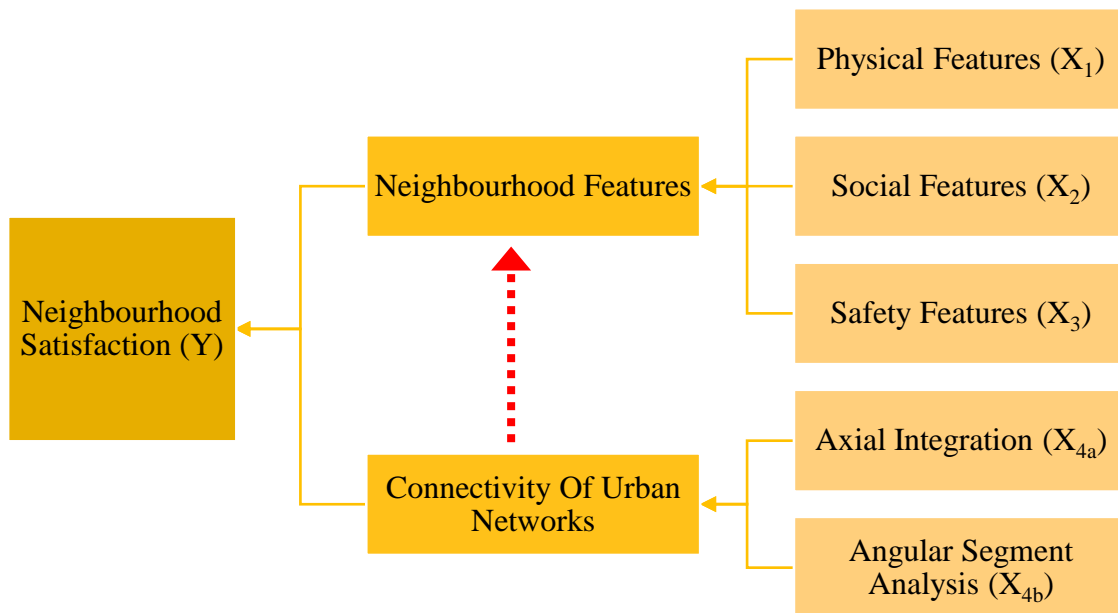 Neighbourhood
Satisfaction (Y)
Neighbourhood Features
Connectivity Of Urban
Networks
Physical Features (X₁)
Social Features (X₂)
Safety Features (X₃)
Axial Integration (X₄ₐ)
Angular Segment
Analysis (X₄b)